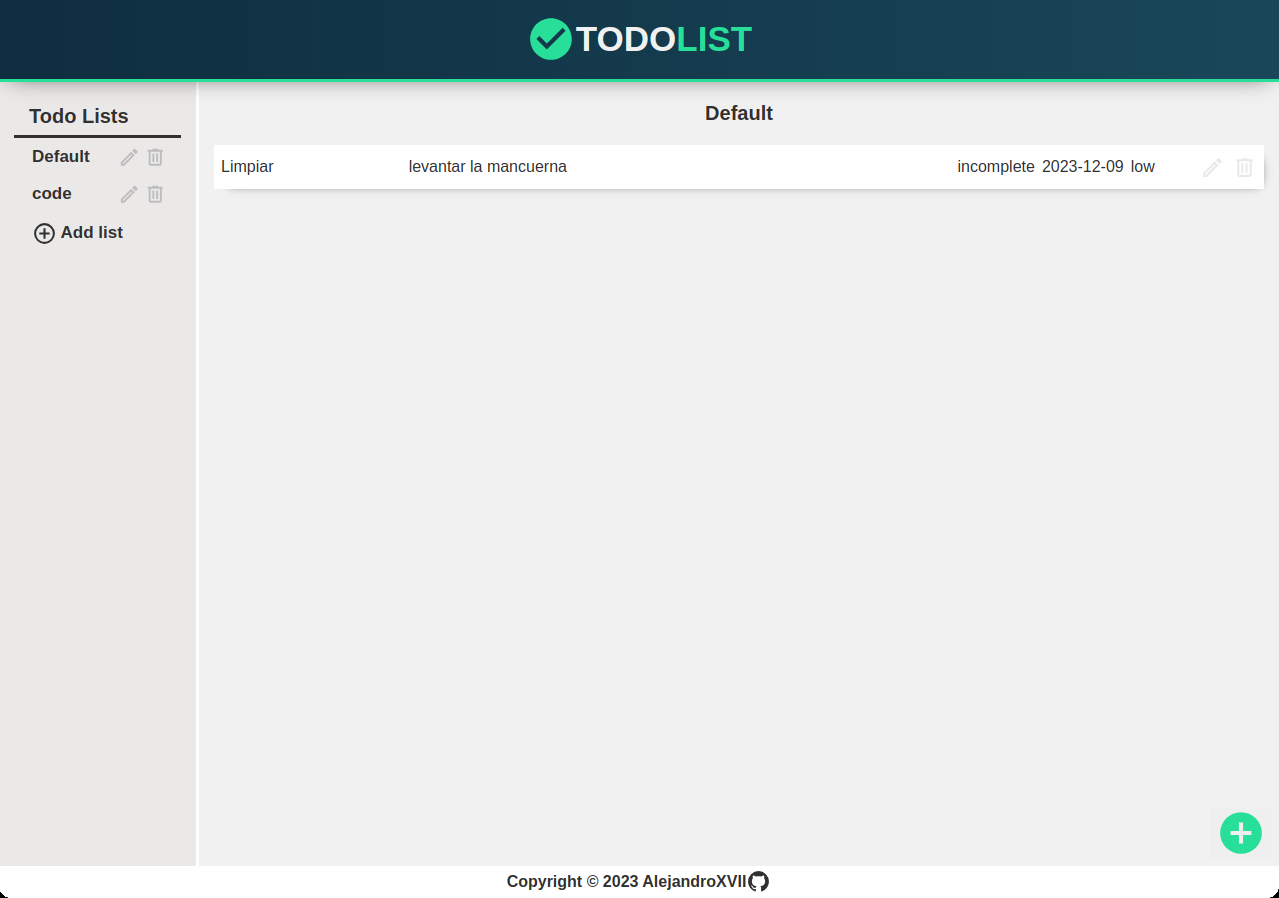 TODOLIST
Todo Lists
Default
code
Add list
Default
Limpiar levantar la mancuerna incomplete 2023-12-09 low
Copyright © 2023 AlejandroXVII